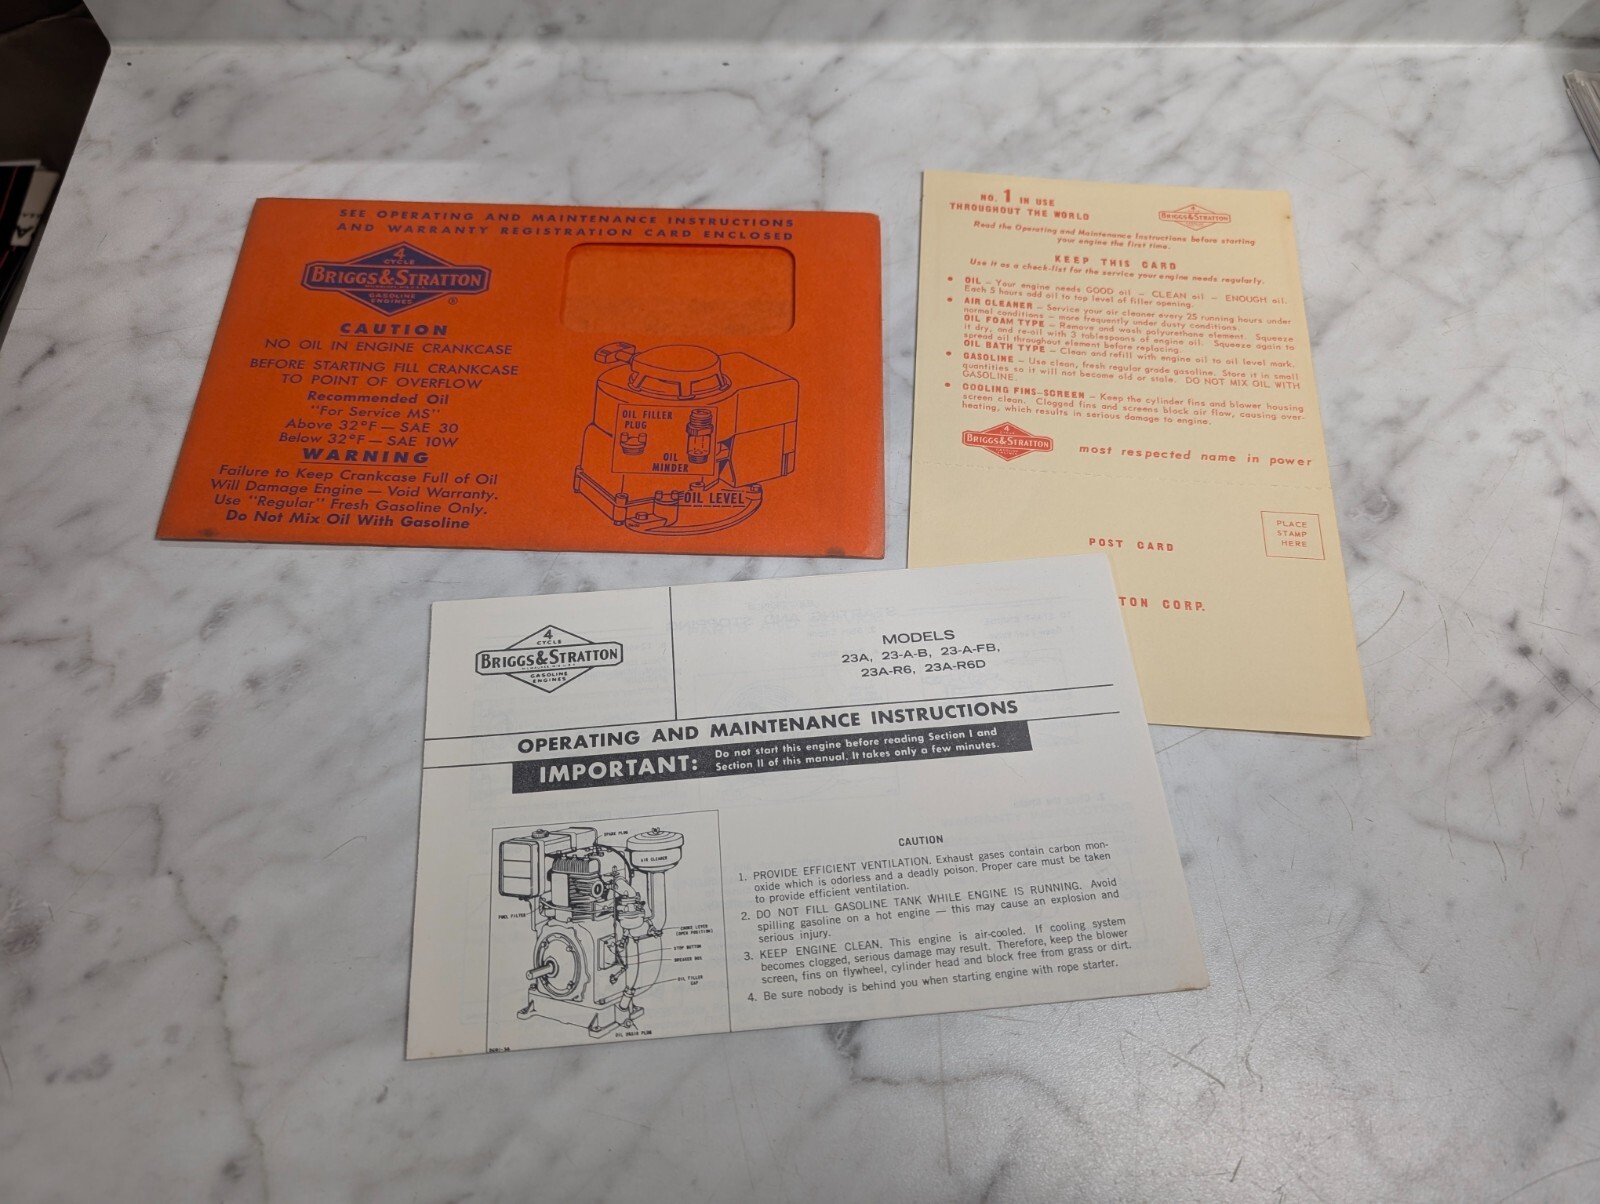 SEE OPERATING AND MAINTENANCE INSTRUCTIONS
AND WARRANTY REGISTRATION CARD ENCLOSED
4
CYCLE
BRIGGS & STRATTON
GASOLINE
ENGINES
®
CAUTION
NO OIL IN ENGINE CRANKCASE
BEFORE STARTING FILL CRANKCASE
TO POINT OF OVERFLOW
Recommended Oil
"For Service MS"
Above 32°F — SAE 30
Below 32°F — SAE 10W
WARNING
Failure to Keep Crankcase Full of Oil
Will Damage Engine — Void Warranty.
Use "Regular" Fresh Gasoline Only.
Do Not Mix Oil With Gasoline
OIL FILLER
PLUG
OIL
MINDER
OIL LEVEL
NO. 1 IN USE
THROUGHOUT THE WORLD
4
BRIGGS & STRATTON
Read the Operating and Maintenance Instructions before starting
your engine the first time.
KEEP THIS CARD
Use it as a check-list for the service your engine needs regularly.
• OIL – Your engine needs GOOD oil – CLEAN oil – ENOUGH oil.
Each 5 hours add oil to top level of filler opening.
• AIR CLEANER – Service your air cleaner every 25 running hours under
normal conditions – more frequently under dusty conditions.
OIL FOAM TYPE – Remove and wash polyurethane element. Squeeze
it dry, and re-oil with 3 tablespoons of engine oil. Squeeze again to
spread oil throughout element before replacing.
OIL BATH TYPE – Clean and refill with engine oil to oil level mark.
• GASOLINE – Use clean, fresh regular grade gasoline. Store it in small
quantities so it will not become old or stale. DO NOT MIX OIL WITH
GASOLINE.
• COOLING FINS-SCREEN – Keep the cylinder fins and blower housing
screen clean. Clogged fins and screens block air flow, causing over-
heating, which results in serious damage to engine.
4
BRIGGS & STRATTON
most respected name in power
PLACE
STAMP
HERE
POST CARD
TON CORP.
4
CYCLE
BRIGGS & STRATTON
GASOLINE
ENGINES
MODELS
23A, 23-A-B, 23-A-FB,
23A-R6, 23A-R6D
OPERATING AND MAINTENANCE INSTRUCTIONS
IMPORTANT: Do not start this engine before reading Section I and
Section II of this manual. It takes only a few minutes.
SPARK PLUG
AIR CLEANER
FUEL FILTER
CHOKE LEVER
(OPEN POSITION)
STOP BUTTON
BREAKER BOX
OIL FILLER
CAP
OIL DRAIN PLUG
CAUTION
1. PROVIDE EFFICIENT VENTILATION. Exhaust gases contain carbon mon-
oxide which is odorless and a deadly poison. Proper care must be taken
to provide efficient ventilation.
2. DO NOT FILL GASOLINE TANK WHILE ENGINE IS RUNNING. Avoid
spilling gasoline on a hot engine — this may cause an explosion and
serious injury.
3. KEEP ENGINE CLEAN. This engine is air-cooled. If cooling system
becomes clogged, serious damage may result. Therefore, keep the blower
screen, fins on flywheel, cylinder head and block free from grass or dirt.
4. Be sure nobody is behind you when starting engine with rope starter.